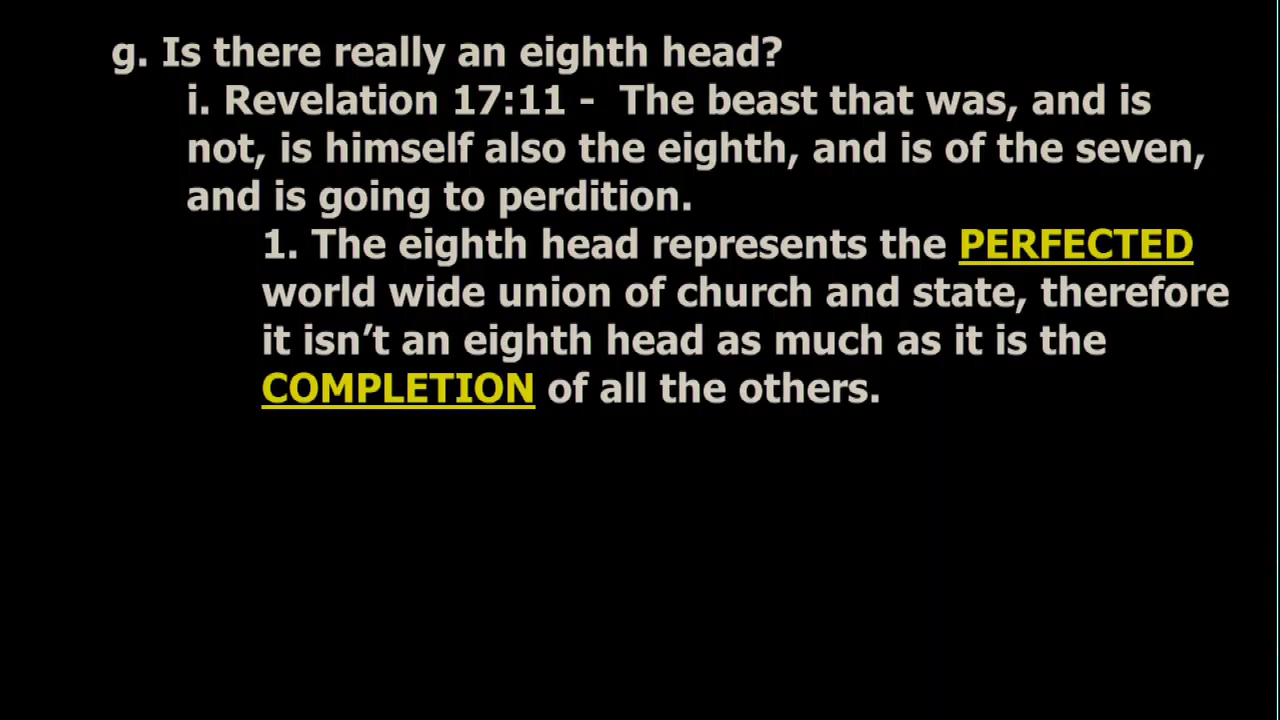 g. Is there really an eighth head?
i. Revelation 17:11 -  The beast that was, and is
not, is himself also the eighth, and is of the seven,
and is going to perdition.
1. The eighth head represents the PERFECTED
world wide union of church and state, therefore
it isn’t an eighth head as much as it is the
COMPLETION of all the others.